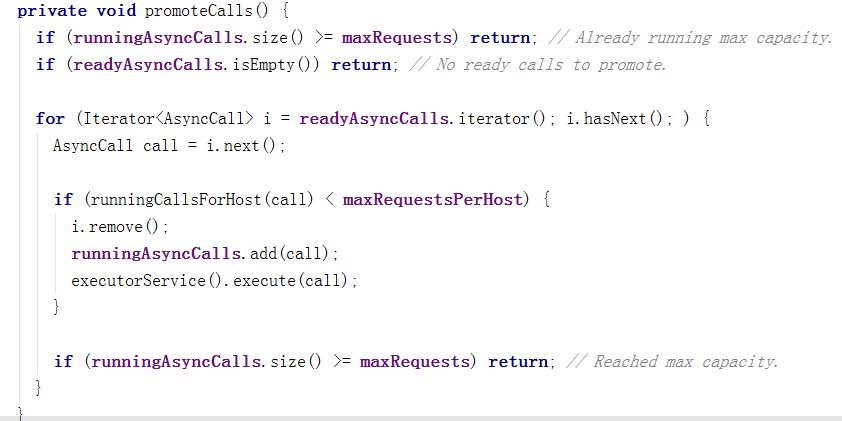 private void promoteCalls() {
  if (runningAsyncCalls.size() >= maxRequests) return; // Already running max capacity.
  if (readyAsyncCalls.isEmpty()) return; // No ready calls to promote.

  for (Iterator<AsyncCall> i = readyAsyncCalls.iterator(); i.hasNext(); ) {
    AsyncCall call = i.next();

    if (runningCallsForHost(call) < maxRequestsPerHost) {
      i.remove();
      runningAsyncCalls.add(call);
      executorService().execute(call);
    }

    if (runningAsyncCalls.size() >= maxRequests) return; // Reached max capacity.
  }
}